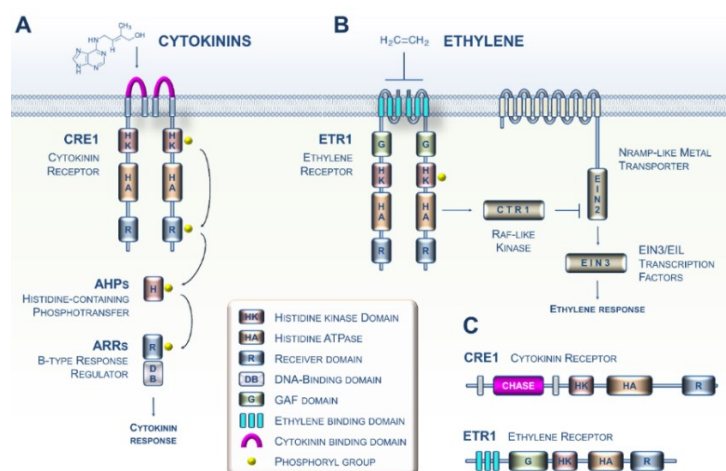 A
CYTOKININS
CH₃
OH
HN
H
N
N
N
NH
CRE1
CYTOKININ
RECEPTOR
HK
HK
HA
HA
R
R
AHPs
HISTIDINE-CONTAINING
PHOSPHOTRANSFER
H
ARRs
B-TYPE RESPONSE
REGULATOR
R
DB
CYTOKININ
RESPONSE
B
H₂C=CH₂
ETHYLENE
ETR1
ETHYLENE
RECEPTOR
G
G
HK
HK
HA
HA
R
R
CTR1
RAF-LIKE
KINASE
NRAMP-LIKE METAL
TRANSPORTER
EIN2
EIN3
EIN3/EIL
TRANSCRIPTION
FACTORS
ETHYLENE RESPONSE
HK HISTIDINE KINASE DOMAIN
HA HISTIDINE ATPASE
R RECEIVER DOMAIN
DB DNA-BINDING DOMAIN
G GAF DOMAIN
ETHYLENE BINDING DOMAIN
CYTOKININ BINDING DOMAIN
PHOSPHORYL GROUP
C
CRE1 CYTOKININ RECEPTOR
CHASE HK HA R
ETR1 ETHYLENE RECEPTOR
G HK HA R